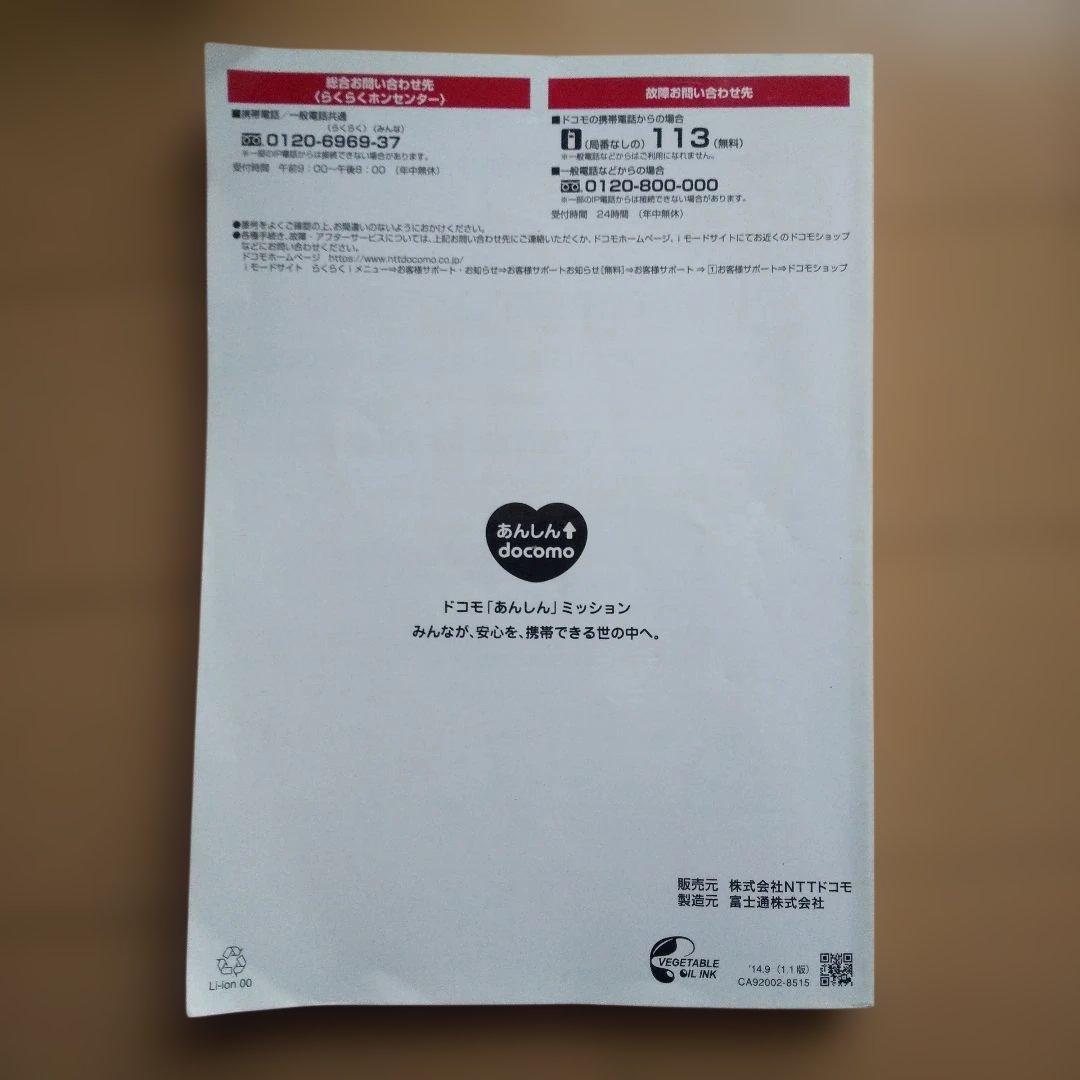 総合お問い合わせ先
〈らくらくホンセンター〉
■携帯電話／一般電話共通
（らくらく）（みんな）
0120-6969-37
※一部のIP電話からは接続できない場合があります。
受付時間 午前9：00〜午後8：00 （年中無休）
故障お問い合わせ先
■ドコモの携帯電話からの場合
（局番なしの）113（無料）
※一般電話などからはご利用になれません。
■一般電話などからの場合
0120-800-000
※一部のIP電話からは接続できない場合があります。
受付時間 24時間 （年中無休）
●番号をよくご確認の上、お間違いのないようにおかけください。
●各種手続き、故障・アフターサービスについては、上記お問い合わせ先にご連絡いただくか、ドコモホームページ、iモードサイトにてお近くのドコモショップ
などにお問い合わせください。
ドコモホームページ https://www.nttdocomo.co.jp/
iモードサイト らくらくiメニュー⇒お客様サポート・お知らせ⇒お客様サポートお知らせ[無料]⇒お客様サポート ⇒ 1お客様サポート⇒ドコモショップ
あんしん↑
docomo
ドコモ「あんしん」ミッション
みんなが、安心を、携帯できる世の中へ。
販売元 株式会社NTTドコモ
製造元 富士通株式会社
Li-ion 00
VEGETABLE
OIL INK
'14.9（1.1版）
CA92002-8515